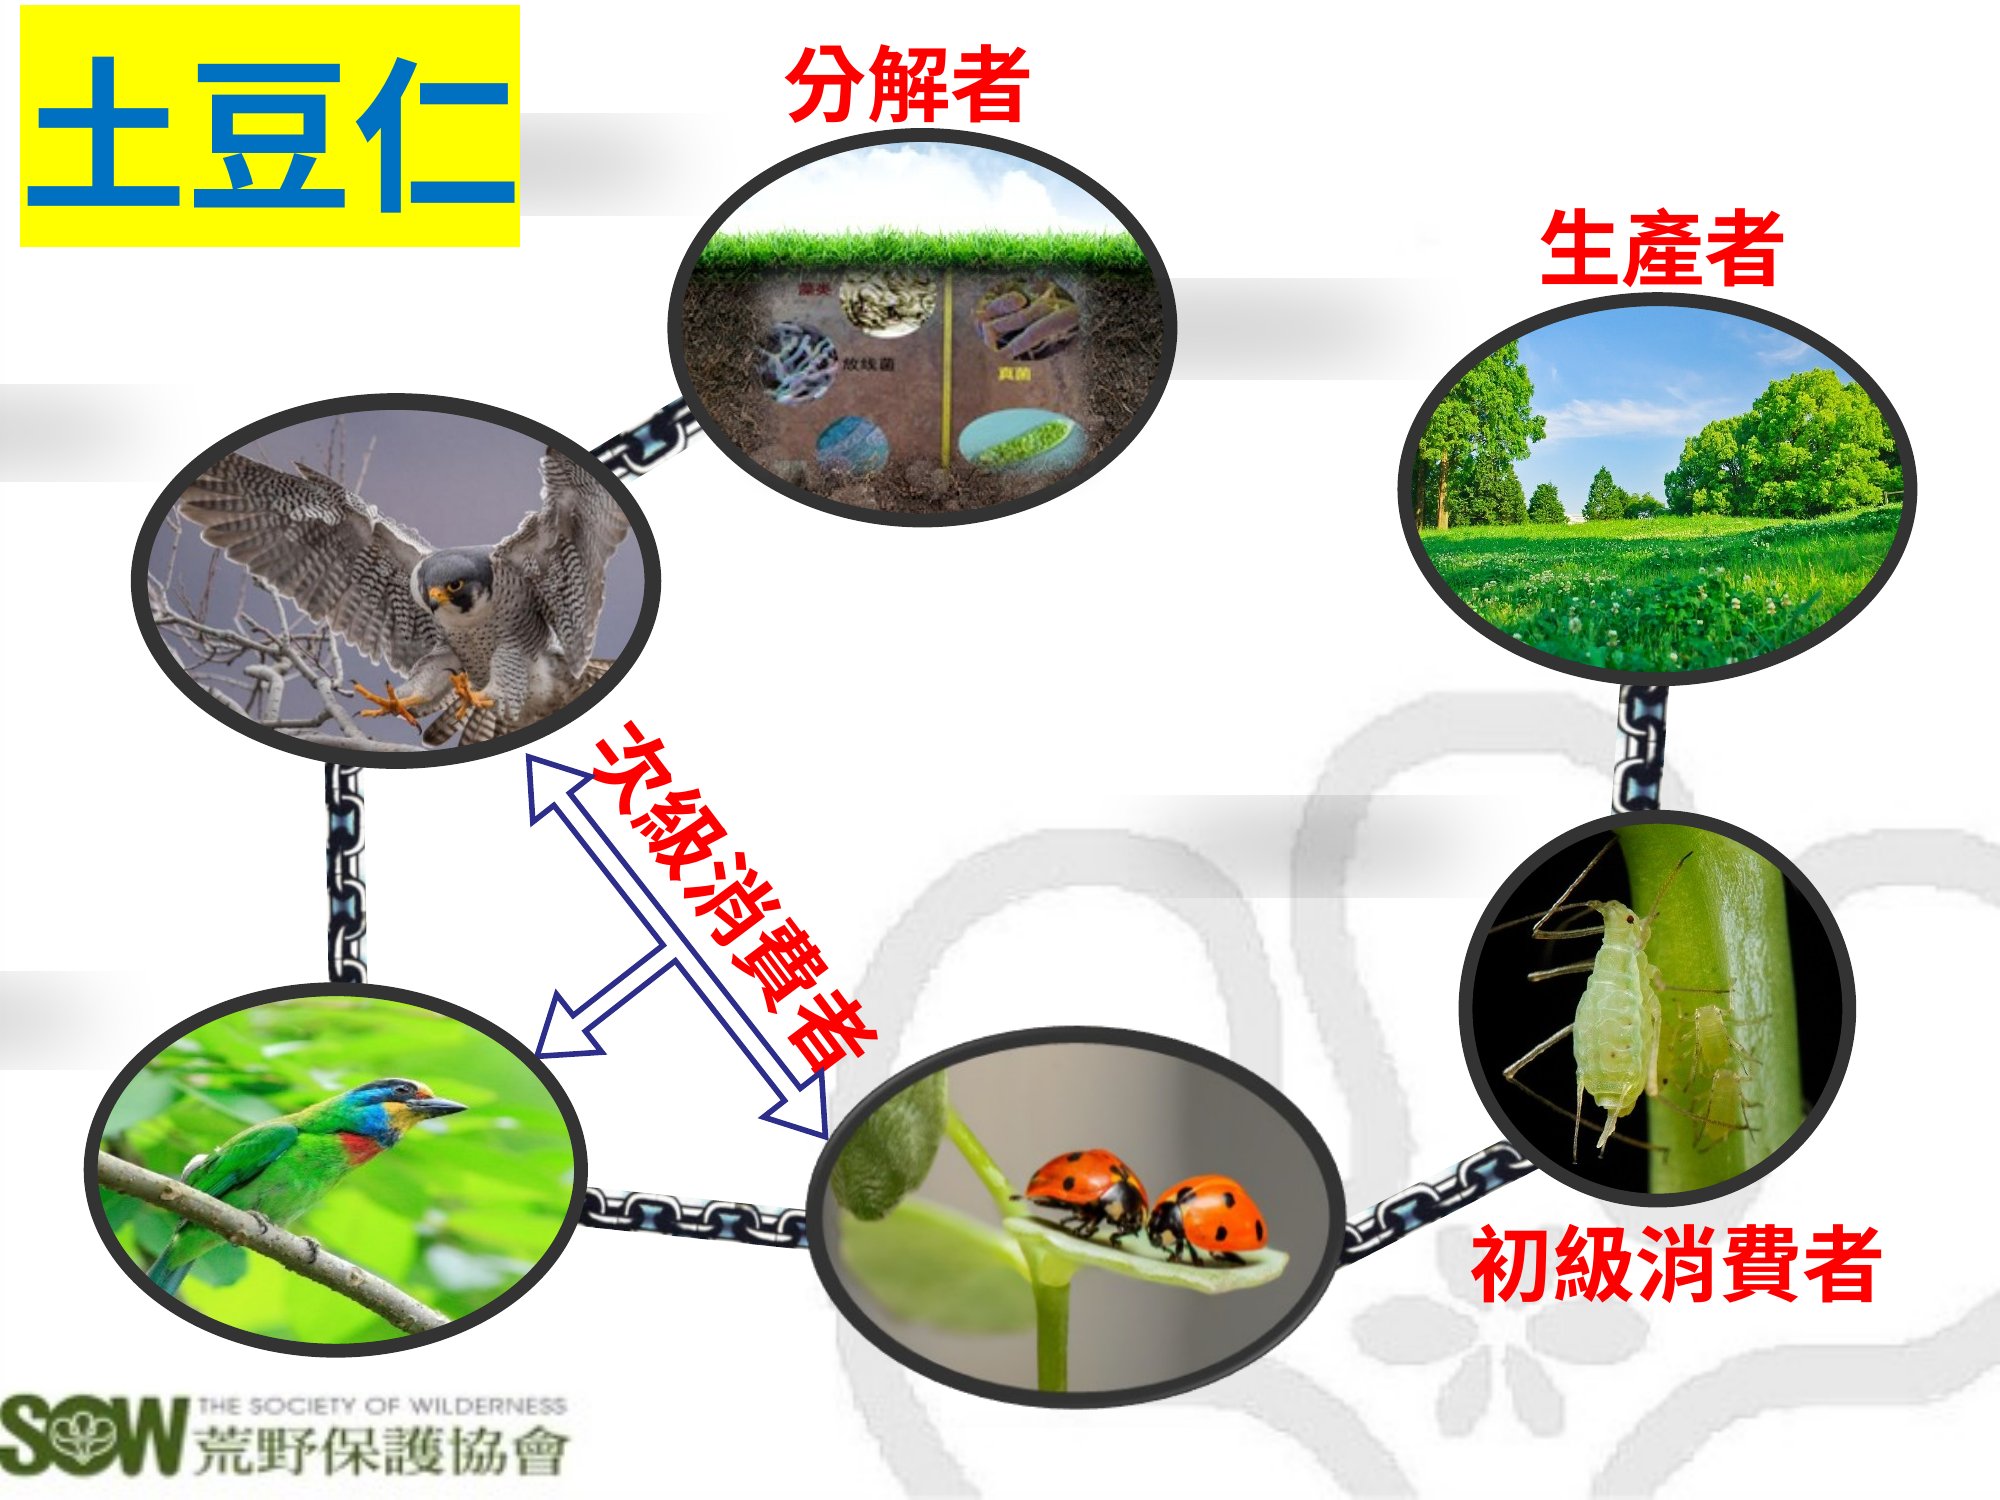 土豆仁
分解者
生產者
藻类
放线菌
真菌
次級消費者
初級消費者
SOW THE SOCIETY OF WILDERNESS
荒野保護協會